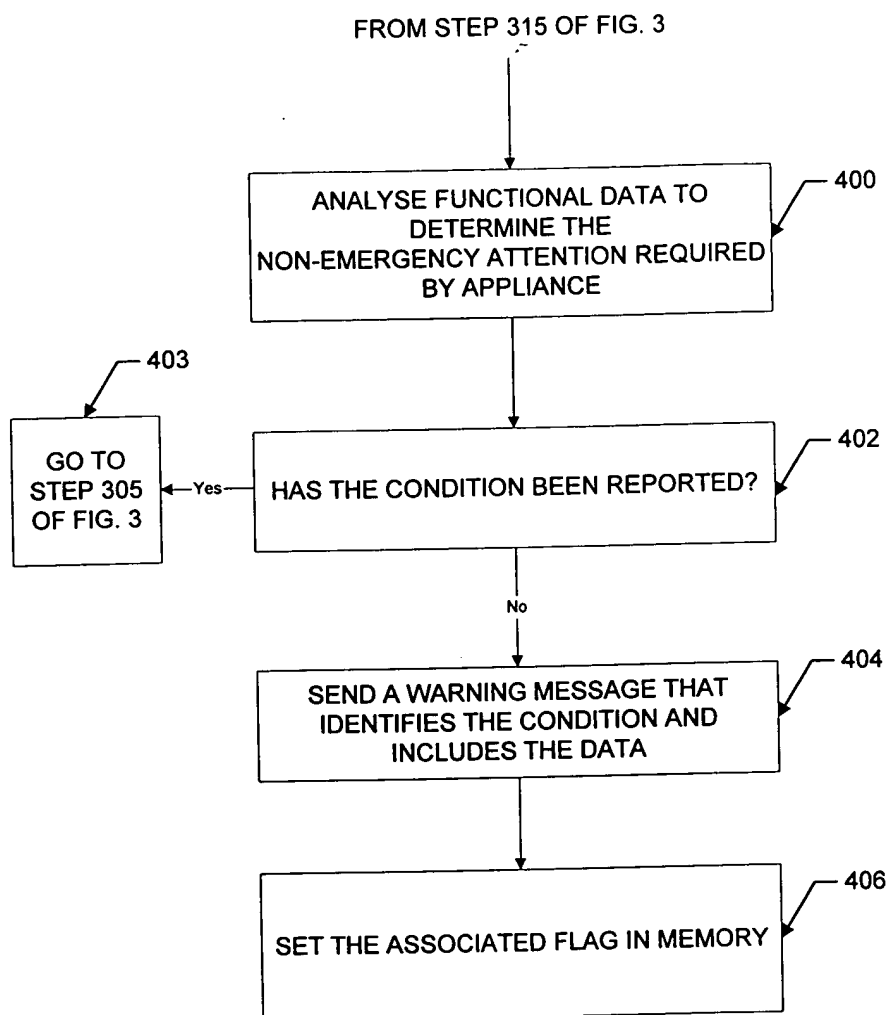 FROM STEP 315 OF FIG. 3
ANALYSE FUNCTIONAL DATA TO
DETERMINE THE
NON-EMERGENCY ATTENTION REQUIRED
BY APPLIANCE
400
403
GO TO
STEP 305
OF FIG. 3
Yes
HAS THE CONDITION BEEN REPORTED?
402
No
SEND A WARNING MESSAGE THAT
IDENTIFIES THE CONDITION AND
INCLUDES THE DATA
404
SET THE ASSOCIATED FLAG IN MEMORY
406